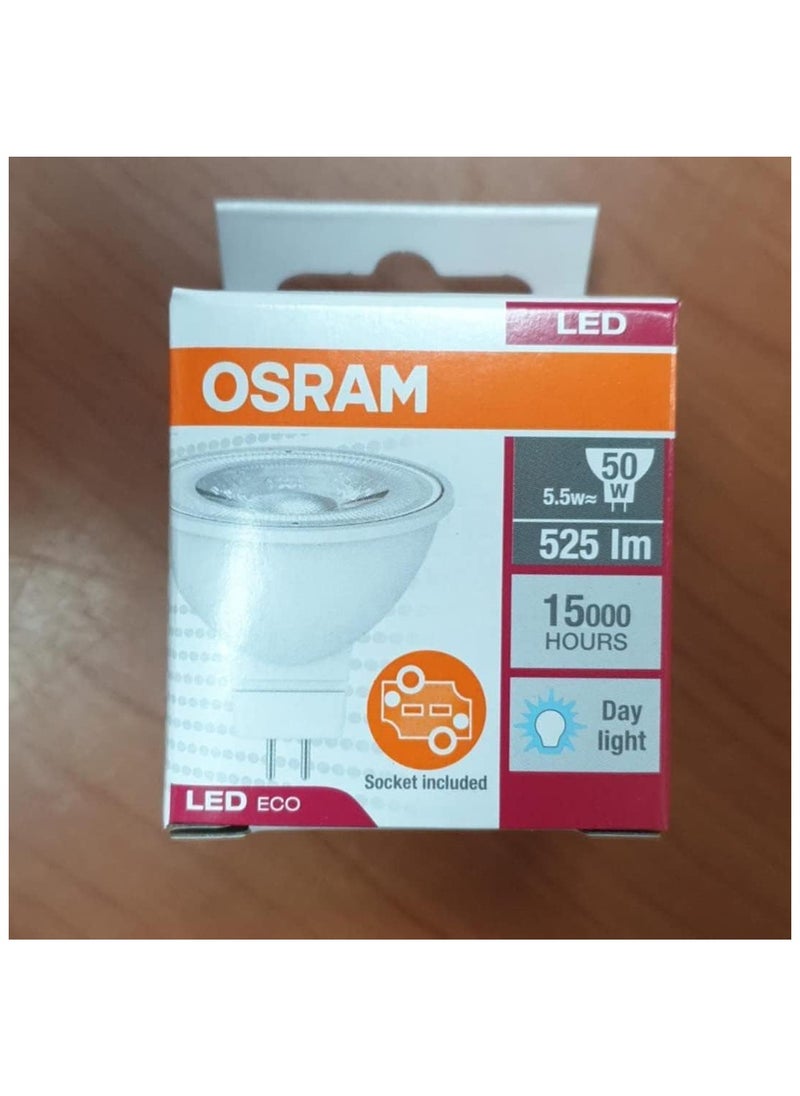 LED
OSRAM
50
W
5.5w≈
525 lm
15000
HOURS
Day
light
Socket included
LED ECO